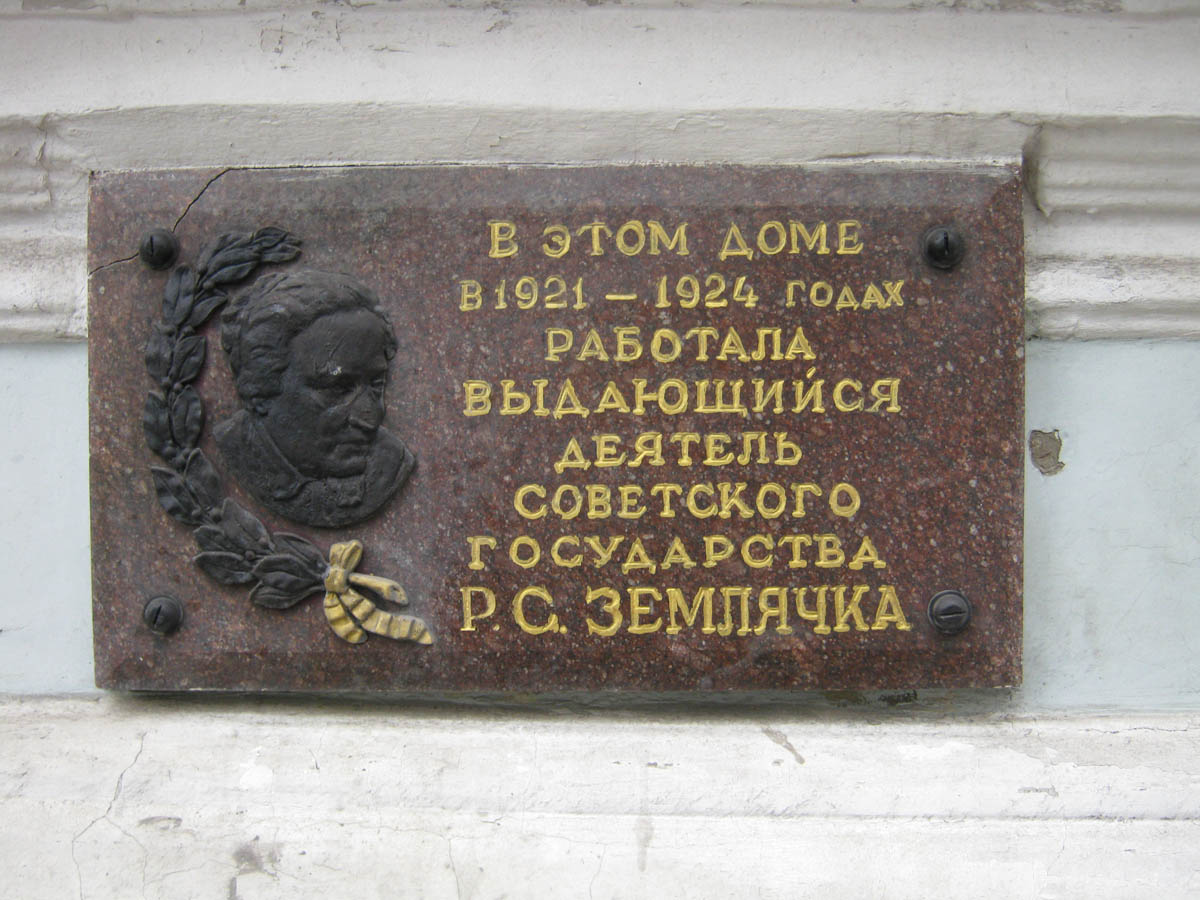 В ЭТОМ ДОМЕ
В 1921 – 1924 ГОДАХ
РАБОТАЛА
ВЫДАЮЩИЙСЯ
ДЕЯТЕЛЬ
СОВЕТСКОГО
ГОСУДАРСТВА
Р. С. ЗЕМЛЯЧКА